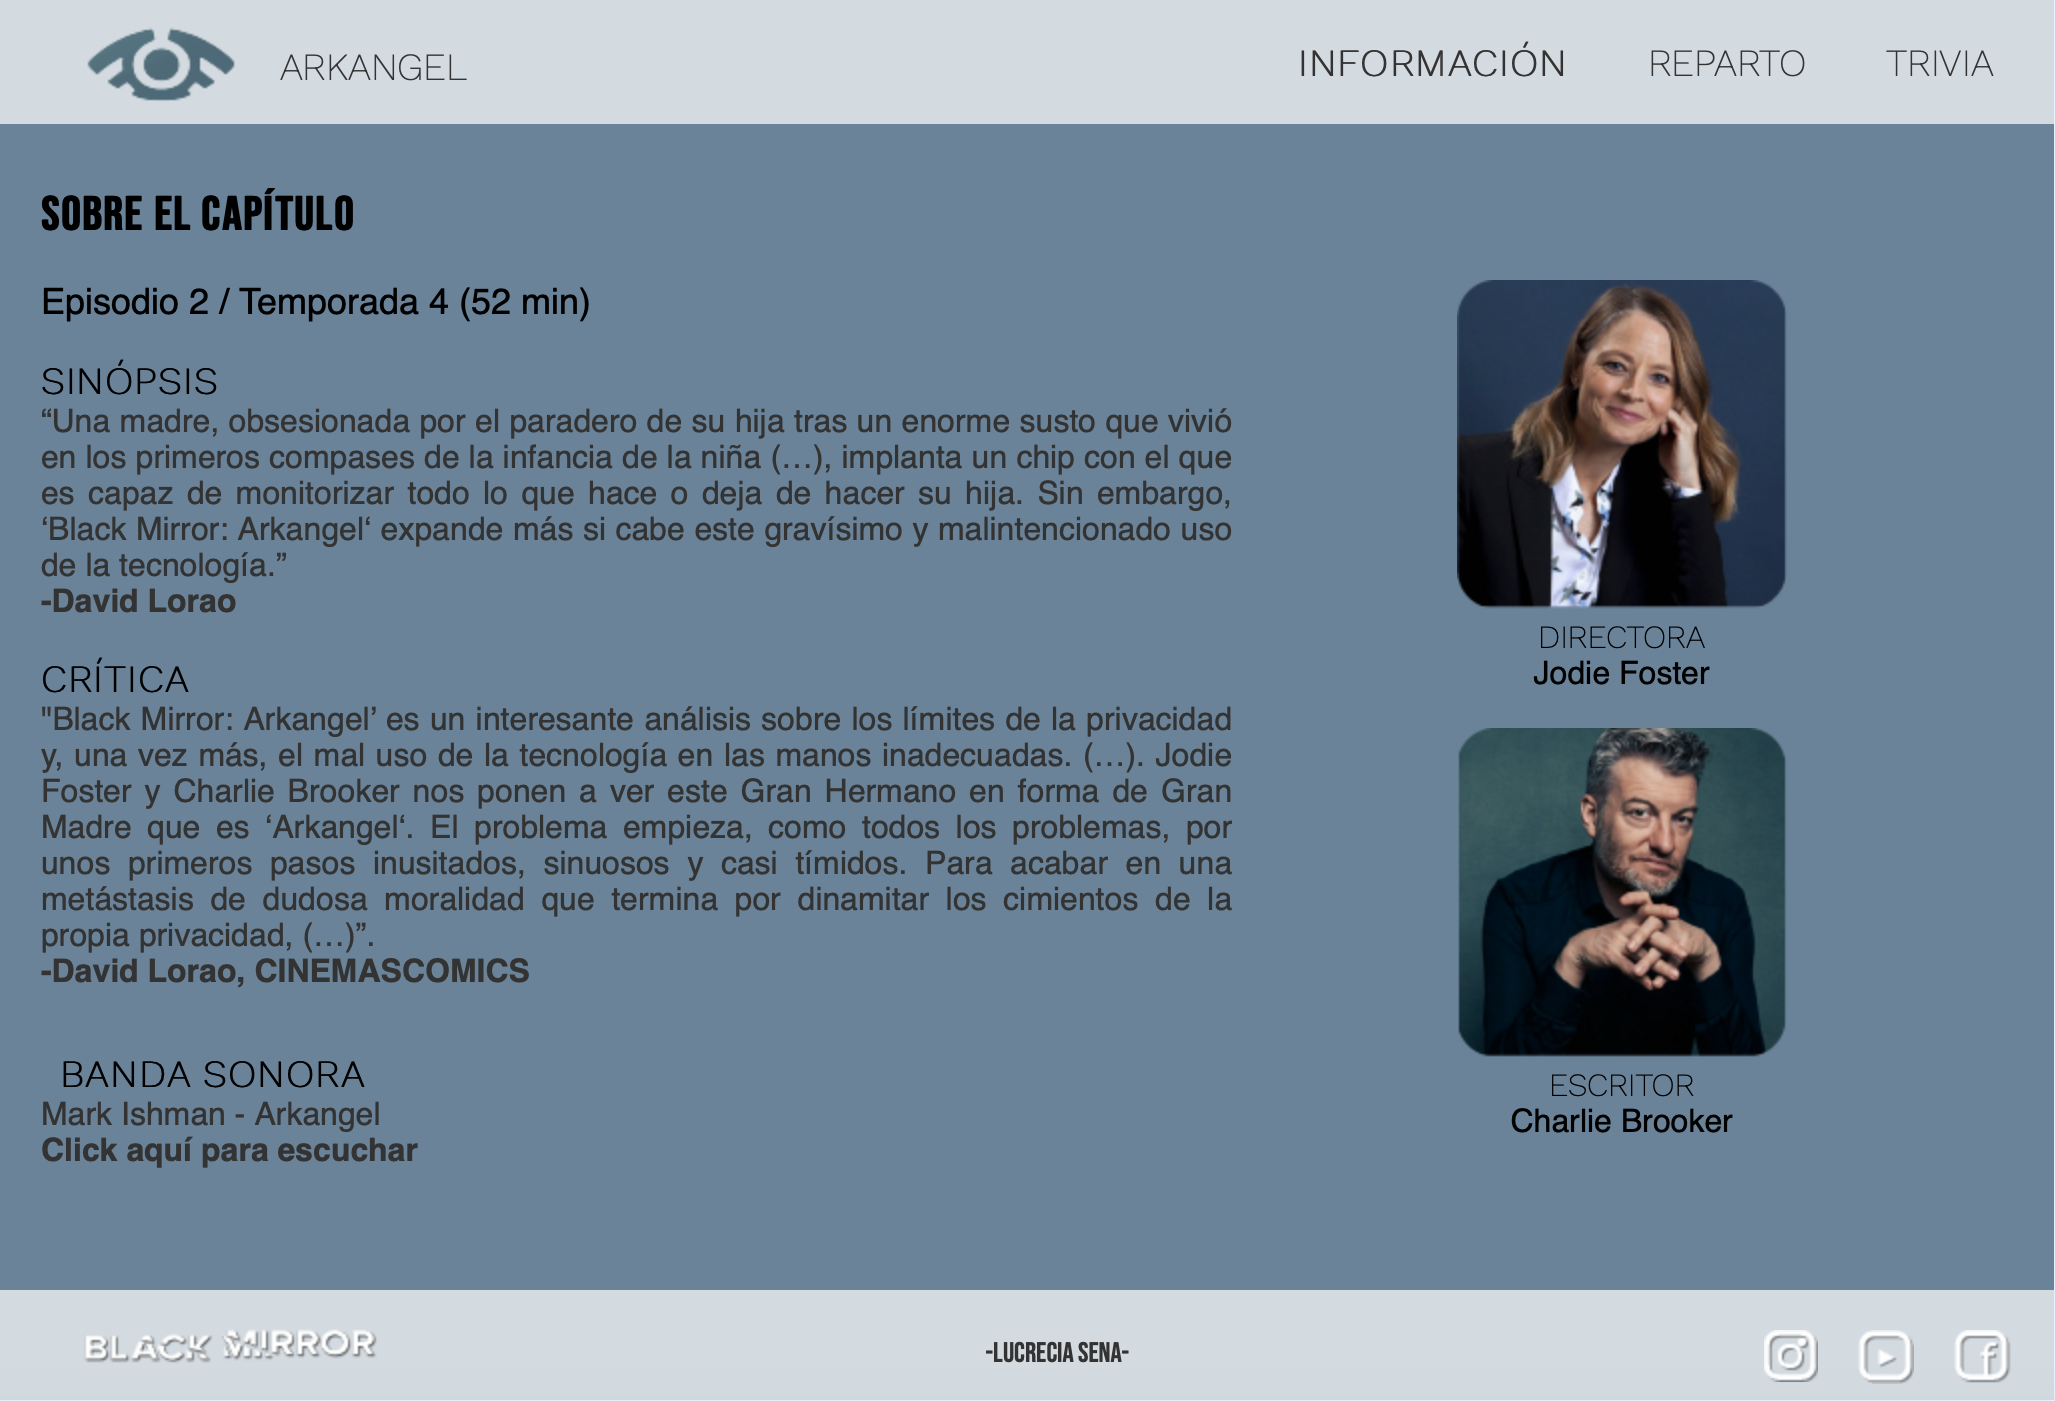 ARKANGEL
INFORMACIÓN
REPARTO
TRIVIA
SOBRE EL CAPÍTULO
Episodio 2 / Temporada 4 (52 min)
SINÓPSIS
“Una madre, obsesionada por el paradero de su hija tras un enorme susto que vivió
en los primeros compases de la infancia de la niña (…), implanta un chip con el que
es capaz de monitorizar todo lo que hace o deja de hacer su hija. Sin embargo,
‘Black Mirror: Arkangel‘ expande más si cabe este gravísimo y malintencionado uso
de la tecnología.”
-David Lorao
CRÍTICA
"Black Mirror: Arkangel’ es un interesante análisis sobre los límites de la privacidad
y, una vez más, el mal uso de la tecnología en las manos inadecuadas. (…). Jodie
Foster y Charlie Brooker nos ponen a ver este Gran Hermano en forma de Gran
Madre que es ‘Arkangel‘. El problema empieza, como todos los problemas, por
unos primeros pasos inusitados, sinuosos y casi tímidos. Para acabar en una
metástasis de dudosa moralidad que termina por dinamitar los cimientos de la
propia privacidad, (…)”.
-David Lorao, CINEMASCOMICS
BANDA SONORA
Mark Ishman - Arkangel
Click aquí para escuchar
DIRECTORA
Jodie Foster
ESCRITOR
Charlie Brooker
BLACK MIRROR
-LUCRECIA SENA-